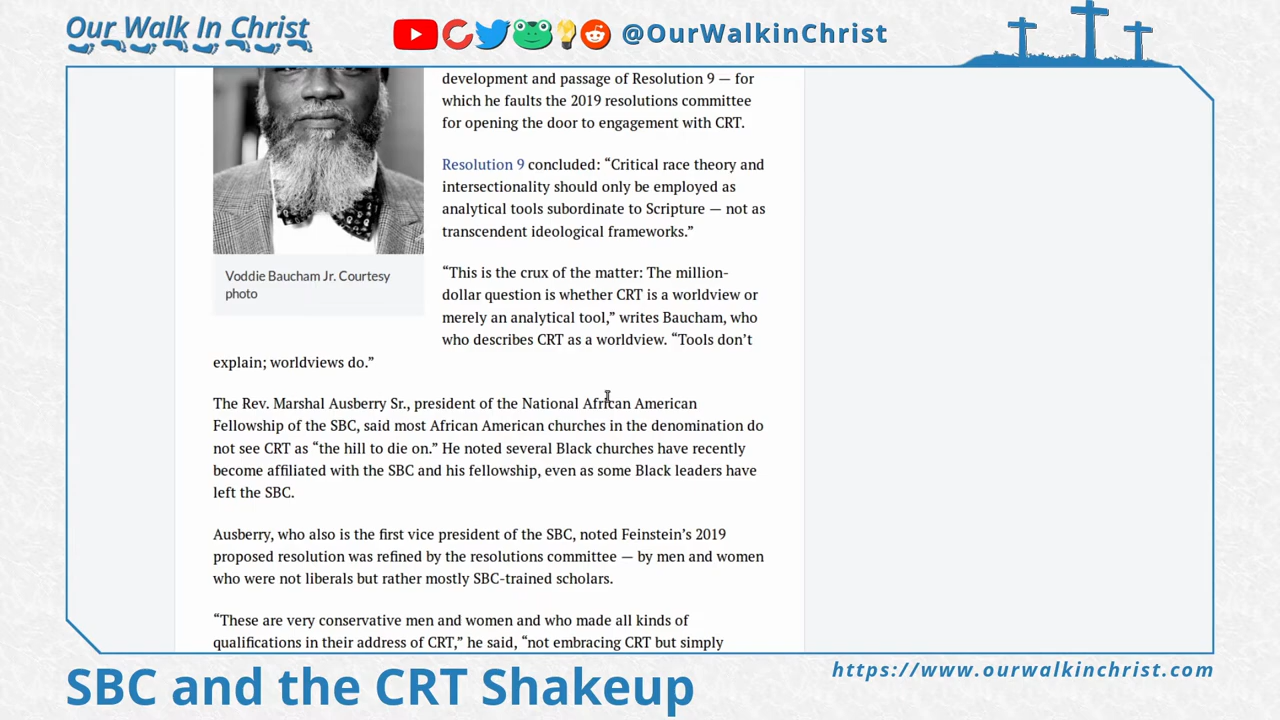 Our Walk In Christ
@OurWalkinChrist
development and passage of Resolution 9 — for
which he faults the 2019 resolutions committee
for opening the door to engagement with CRT.
Resolution 9 concluded: “Critical race theory and
intersectionality should only be employed as
analytical tools subordinate to Scripture — not as
transcendent ideological frameworks.”
Voddie Baucham Jr. Courtesy
photo
“This is the crux of the matter: The million-
dollar question is whether CRT is a worldview or
merely an analytical tool,” writes Baucham, who
who describes CRT as a worldview. “Tools don’t
explain; worldviews do.”
The Rev. Marshal Ausberry Sr., president of the National African American
Fellowship of the SBC, said most African American churches in the denomination do
not see CRT as “the hill to die on.” He noted several Black churches have recently
become affiliated with the SBC and his fellowship, even as some Black leaders have
left the SBC.
Ausberry, who also is the first vice president of the SBC, noted Feinstein’s 2019
proposed resolution was refined by the resolutions committee — by men and women
who were not liberals but rather mostly SBC-trained scholars.
“These are very conservative men and women and who made all kinds of
qualifications in their address of CRT,” he said, “not embracing CRT but simply
SBC and the CRT Shakeup
https://www.ourwalkinchrist.com